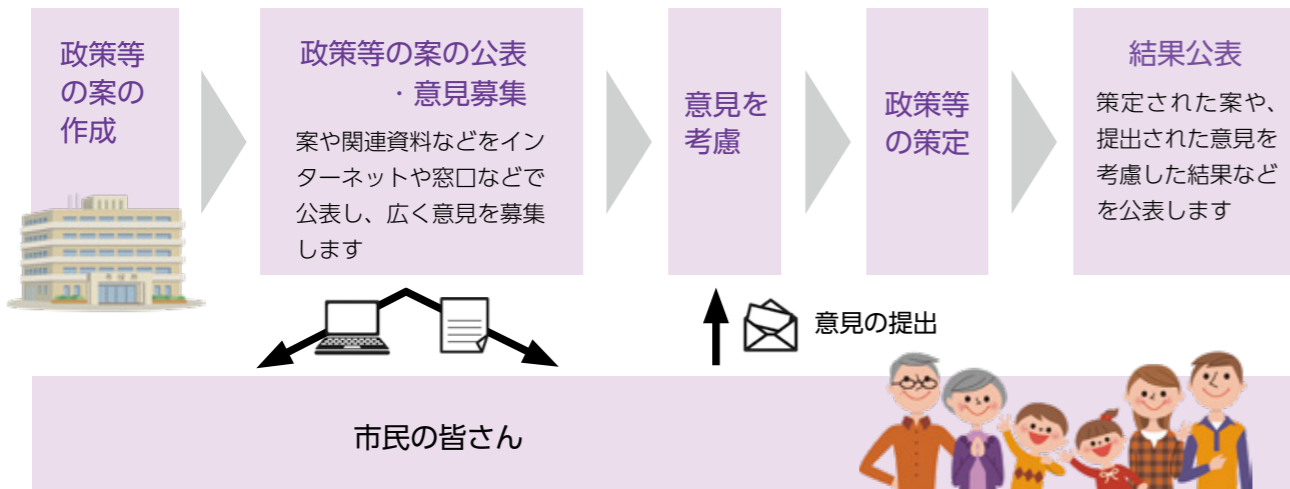 政策等
の案の
作成
政策等の案の公表
・意見募集
案や関連資料などをイン
ターネットや窓口などで
公表し、広く意見を募集
します
意見を
考慮
政策等
の策定
結果公表
策定された案や、
提出された意見を
考慮した結果など
を公表します
意見の提出
市民の皆さん